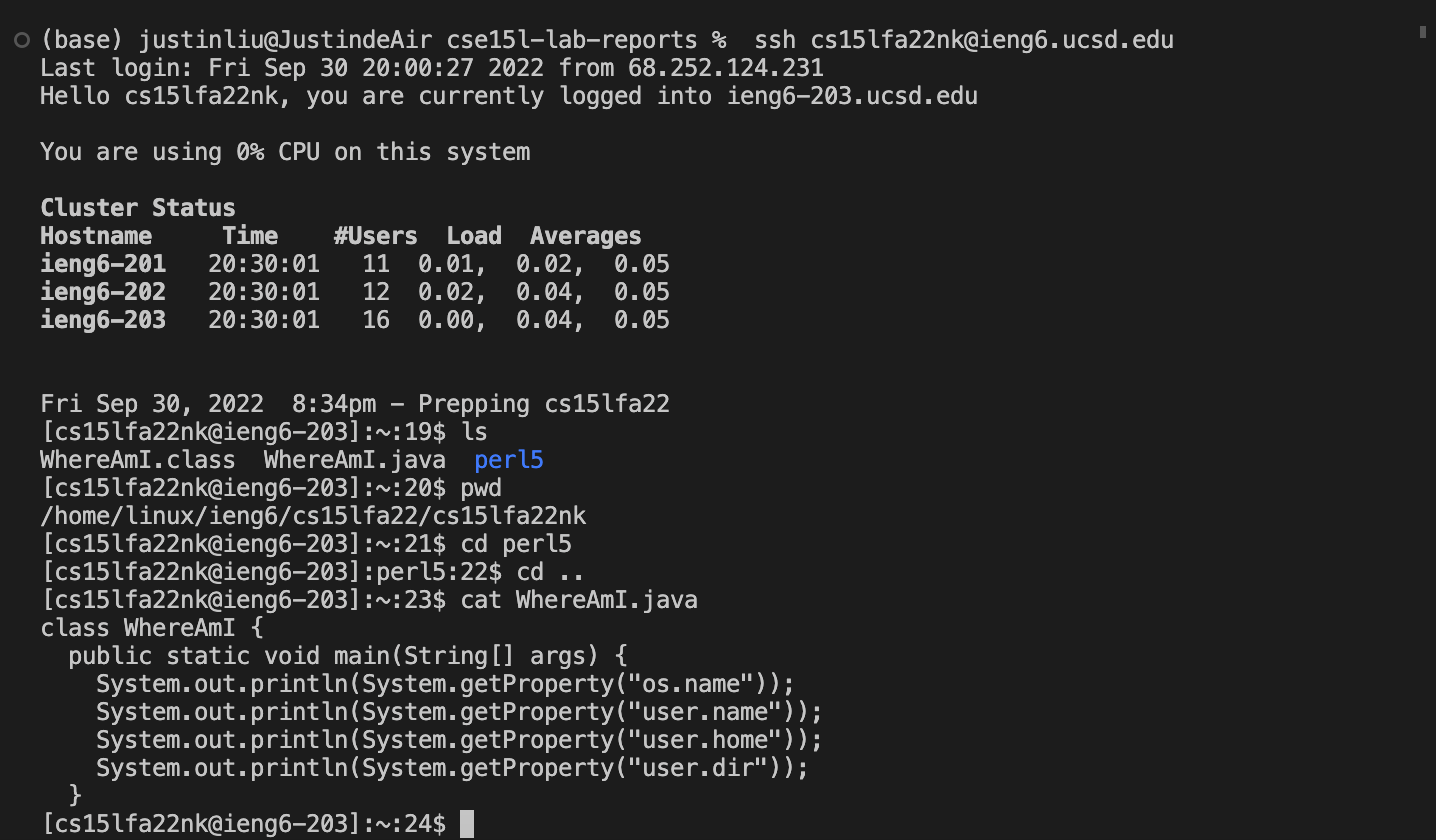 (base) justinliu@JustindeAir cse15l-lab-reports %  ssh cs15lfa22nk@ieng6.ucsd.edu
Last login: Fri Sep 30 20:00:27 2022 from 68.252.124.231
Hello cs15lfa22nk, you are currently logged into ieng6-203.ucsd.edu
You are using 0% CPU on this system
Cluster Status
Hostname     Time    #Users  Load  Averages
ieng6-201   20:30:01   11  0.01,  0.02,  0.05
ieng6-202   20:30:01   12  0.02,  0.04,  0.05
ieng6-203   20:30:01   16  0.00,  0.04,  0.05
Fri Sep 30, 2022  8:34pm - Prepping cs15lfa22
[cs15lfa22nk@ieng6-203]:~:19$ ls
WhereAmI.class  WhereAmI.java  perl5
[cs15lfa22nk@ieng6-203]:~:20$ pwd
/home/linux/ieng6/cs15lfa22/cs15lfa22nk
[cs15lfa22nk@ieng6-203]:~:21$ cd perl5
[cs15lfa22nk@ieng6-203]:perl5:22$ cd ..
[cs15lfa22nk@ieng6-203]:~:23$ cat WhereAmI.java
class WhereAmI {
  public static void main(String[] args) {
    System.out.println(System.getProperty("os.name"));
    System.out.println(System.getProperty("user.name"));
    System.out.println(System.getProperty("user.home"));
    System.out.println(System.getProperty("user.dir"));
  }
[cs15lfa22nk@ieng6-203]:~:24$